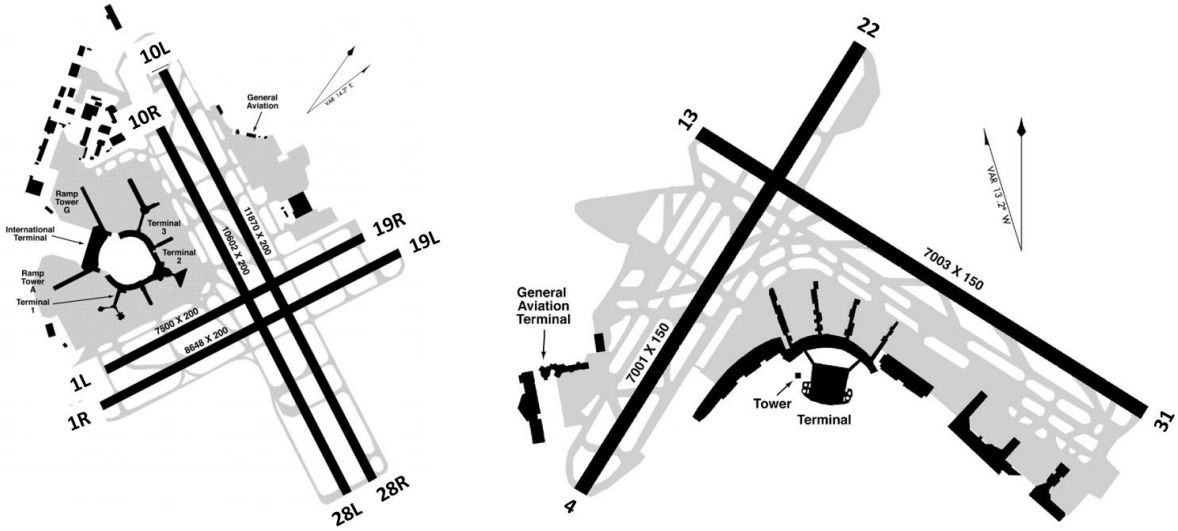 10L
10R
VAR 14.3° E
General
Aviation
Ramp
Tower
G
International
Terminal
Terminal
3
Terminal
2
Ramp
Tower
A
Terminal
1
11870 X 200
10602 X 200
19R
19L
7500 X 200
8648 X 200
1L
1R
28R
28L
22
13
VAR 13.2° W
7003 X 150
General
Aviation
Terminal
7001 X 150
Tower
Terminal
31
4